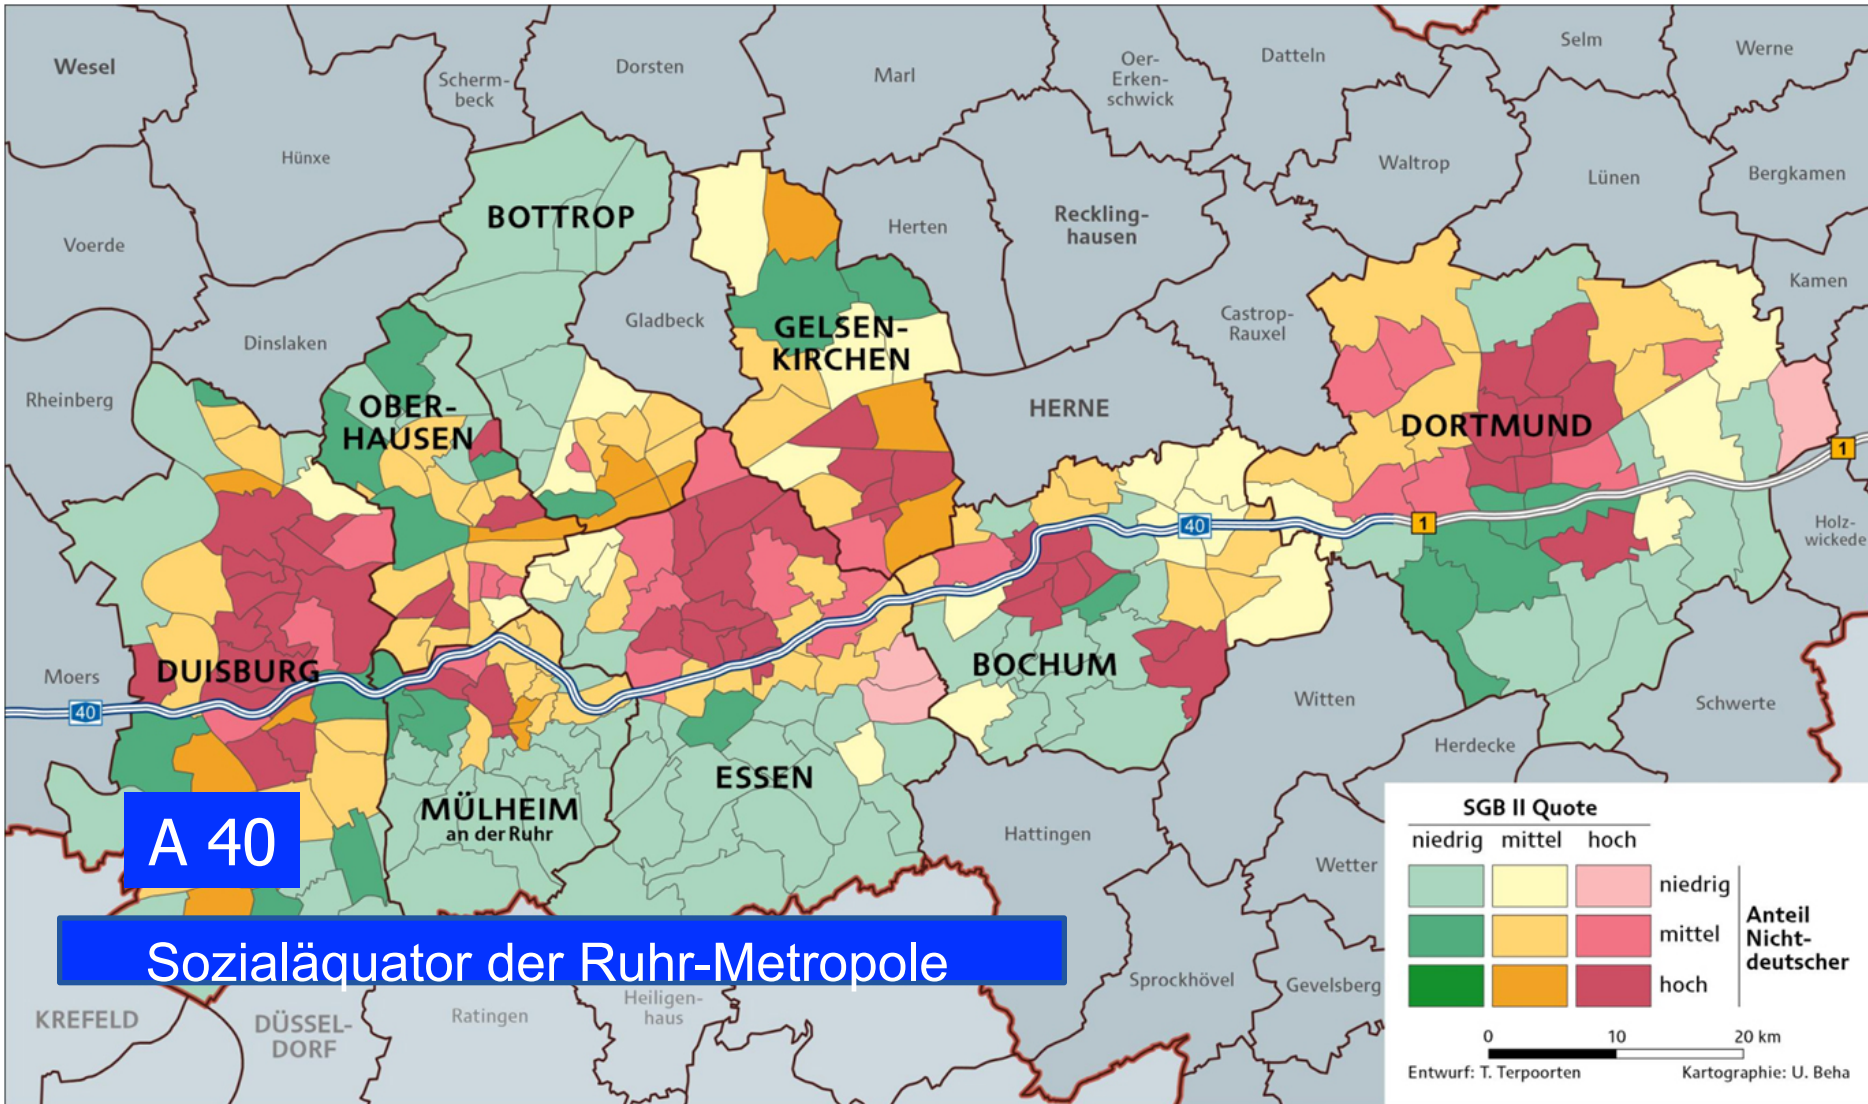 Wesel
Scherm-
beck
Dorsten
Marl
Oer-
Erken-
schwick
Datteln
Selm
Werne
Hünxe
Waltrop
Lünen
Bergkamen
Voerde
BOTTROP
Herten
Reckling-
hausen
Kamen
Dinslaken
Gladbeck
GELSEN-
KIRCHEN
Castrop-
Rauxel
Rheinberg
OBER-
HAUSEN
HERNE
DORTMUND
1
40
1
Holz-
wickede
Moers
DUISBURG
BOCHUM
Witten
Schwerte
40
Herdecke
ESSEN
MÜLHEIM
an der Ruhr
Hattingen
Wetter
A 40
Sozialäquator der Ruhr-Metropole
Sprockhövel
Gevelsberg
KREFELD
DÜSSEL-
DORF
Ratingen
Heiligen-
haus
SGB II Quote
niedrig mittel hoch
niedrig
mittel
hoch
Anteil
Nicht-
deutscher
0 10 20 km
Entwurf: T. Terpoorten Kartographie: U. Beha